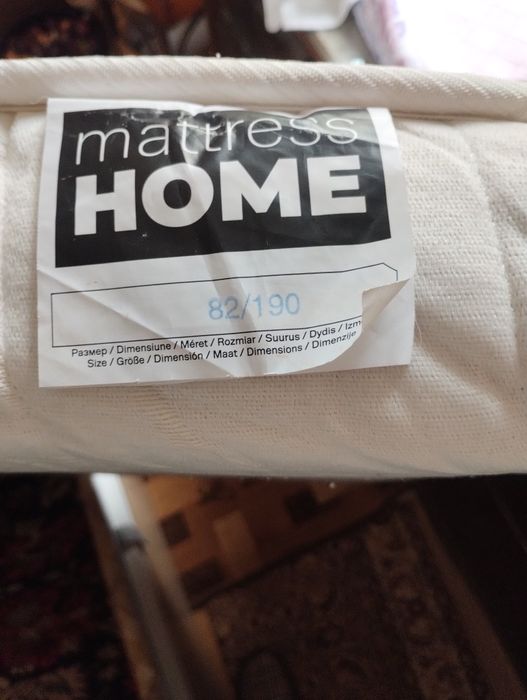 mattress
HOME
82/190
Размер / Dimensiune / Méret / Rozmiar / Suurus / Dydis / Izm
Size / Größe / Dimensión / Maat / Dimensions / Dimenzije